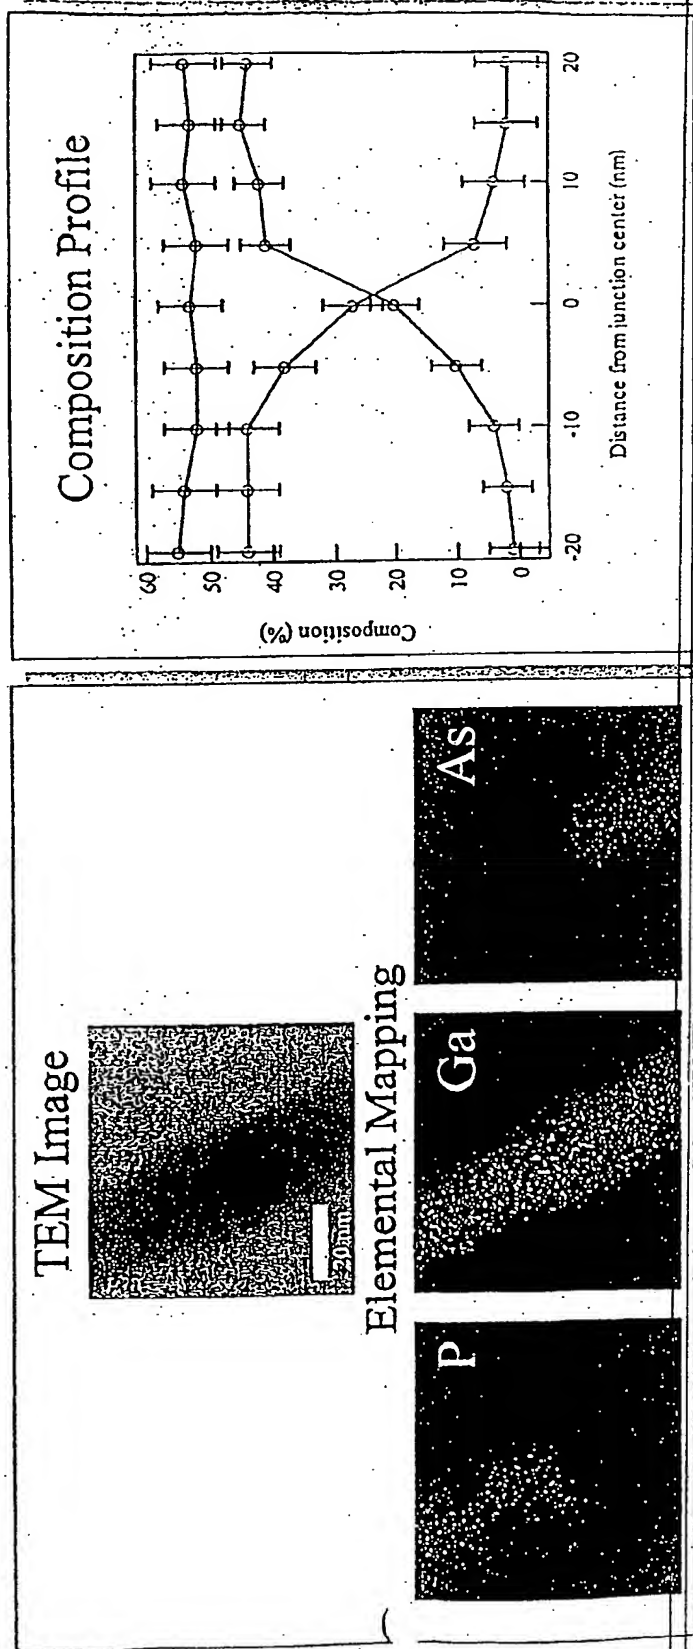 TEM Image
20nm
Elemental Mapping
P
Ga
As
Composition Profile
Composition (%)
60
50
40
30
20
10
0
-20
-10
0
10
20
Distance from junction center (nm)